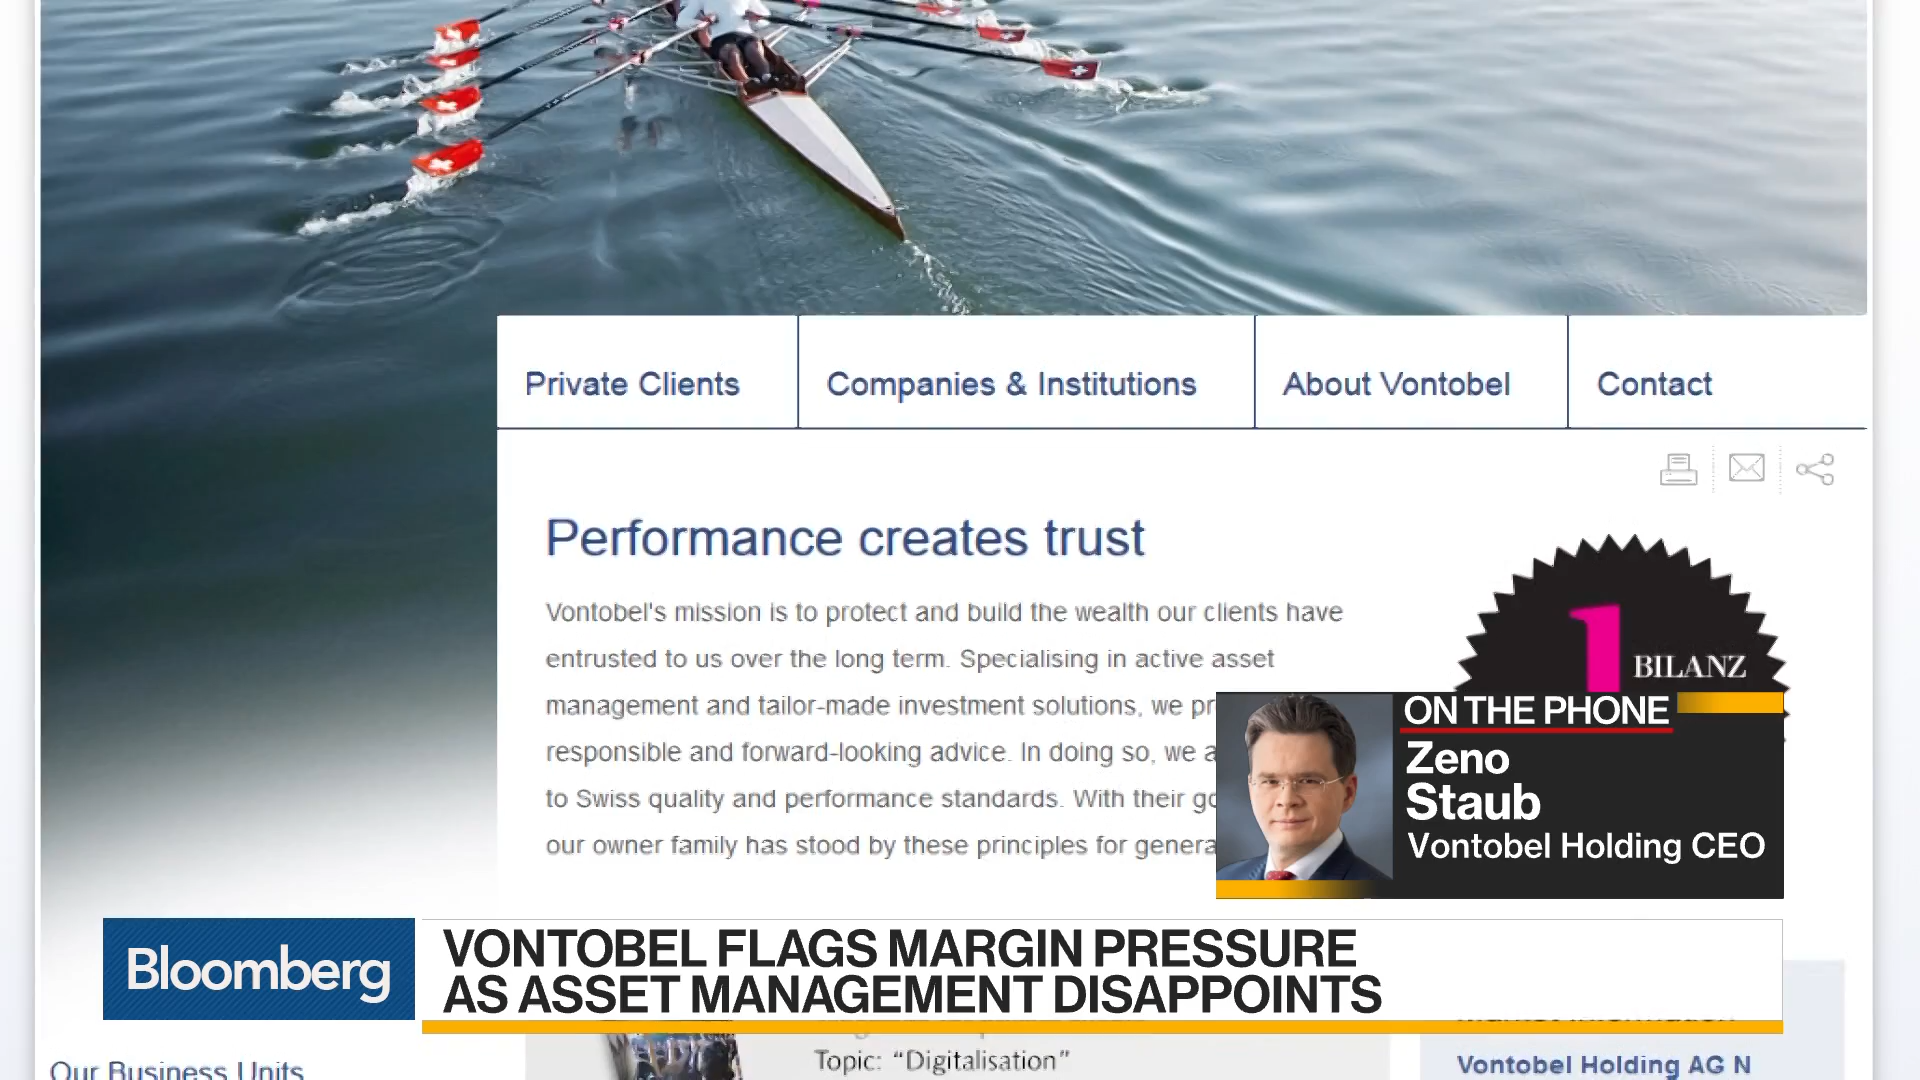 Private Clients
Companies & Institutions
About Vontobel
Contact
Performance creates trust
Vontobel's mission is to protect and build the wealth our clients have
entrusted to us over the long term. Specialising in active asset
management and tailor-made investment solutions, we
responsible and forward-looking advice. In doing so, we
to Swiss quality and performance standards. With their
our owner family has stood by these principles for
1
BILANZ
ON THE PHONE
Zeno
Staub
Vontobel Holding CEO
Bloomberg
VONTOBEL FLAGS MARGIN PRESSURE
AS ASSET MANAGEMENT DISAPPOINTS
Topic: “Digitalisation”
Our Business Units
Vontobel Holding AG N